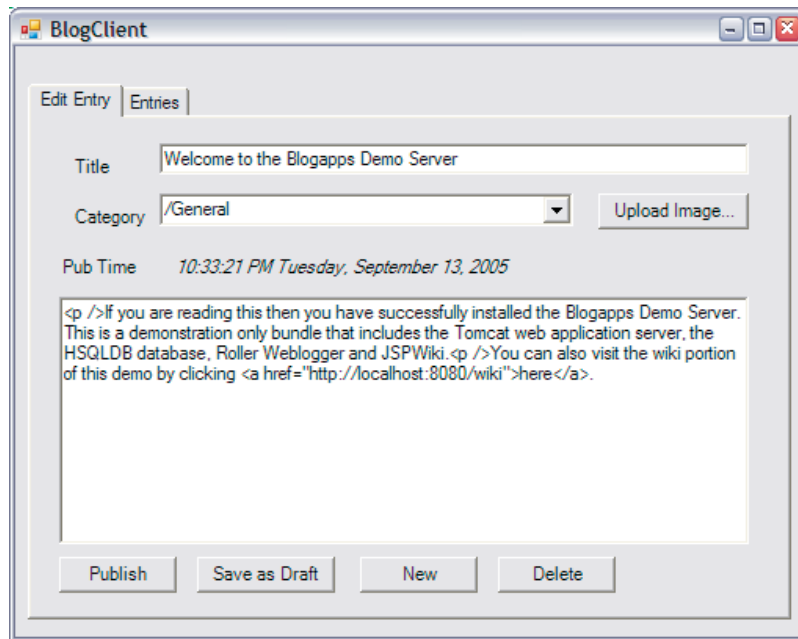 BlogClient
Edit Entry Entries
Title Welcome to the Blogapps Demo Server
Category /General Upload Image...
Pub Time 10:33:21 PM Tuesday, September 13, 2005
<p />If you are reading this then you have successfully installed the Blogapps Demo Server.
This is a demonstration only bundle that includes the Tomcat web application server, the
HSQLDB database, Roller Weblogger and JSPWiki.<p />You can also visit the wiki portion
of this demo by clicking <a href="http://localhost:8080/wiki">here</a>.
Publish Save as Draft New Delete